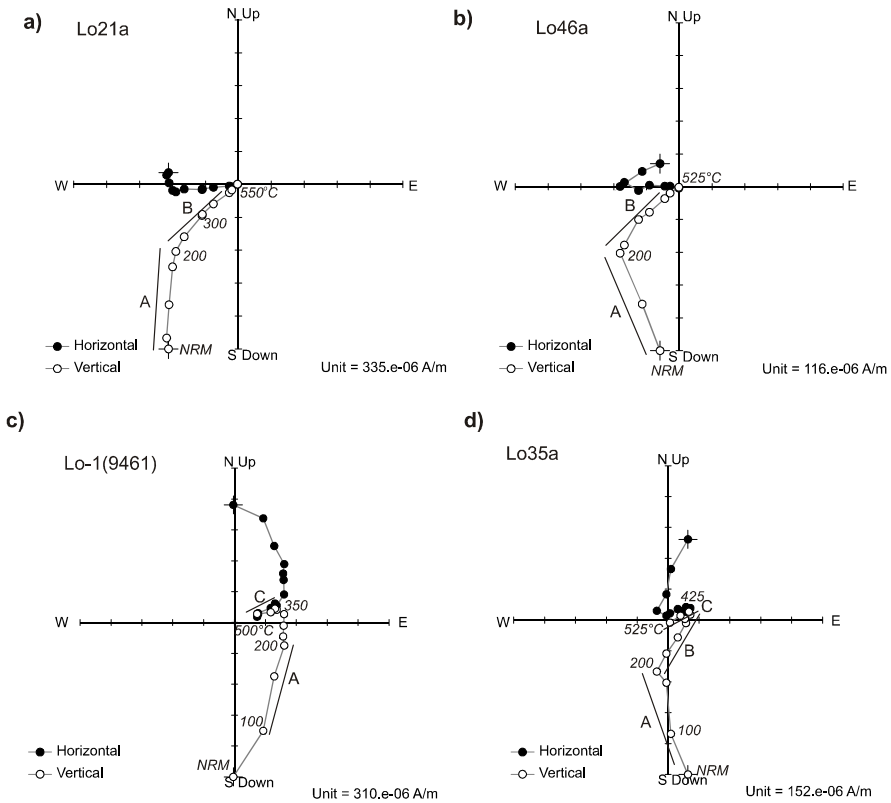 a)
Lo21a
N Up
W
E
550°C
B
300
200
A
Horizontal
Vertical
NRM
S Down
Unit = 335.e-06 A/m
b)
Lo46a
N Up
W
E
525°C
B
200
A
Horizontal
Vertical
S Down
NRM
Unit = 116.e-06 A/m
c)
Lo-1(9461)
N Up
C
350
W
E
500°C
200
A
100
Horizontal
Vertical
NRM
S Down
Unit = 310.e-06 A/m
d)
Lo35a
N Up
425
C
W
E
525°C
B
200
A
100
Horizontal
Vertical
NRM
S Down
Unit = 152.e-06 A/m